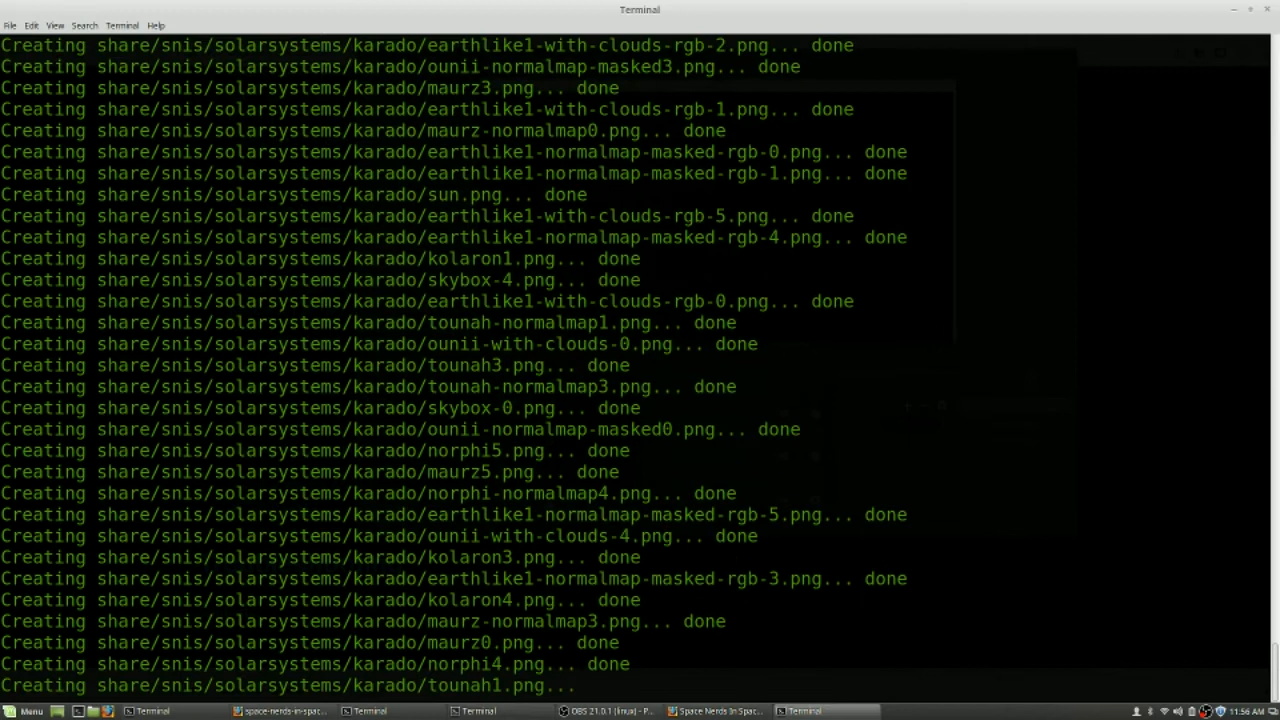 Terminal
File Edit View Search Terminal Help
Creating share/snis/solarsystems/karado/earthlike1-with-clouds-rgb-2.png... done
Creating share/snis/solarsystems/karado/ounii-normalmap-masked3.png... done
Creating share/snis/solarsystems/karado/maurz3.png... done
Creating share/snis/solarsystems/karado/earthlike1-with-clouds-rgb-1.png... done
Creating share/snis/solarsystems/karado/maurz-normalmap0.png... done
Creating share/snis/solarsystems/karado/earthlike1-normalmap-masked-rgb-0.png... done
Creating share/snis/solarsystems/karado/earthlike1-normalmap-masked-rgb-1.png... done
Creating share/snis/solarsystems/karado/sun.png... done
Creating share/snis/solarsystems/karado/earthlike1-with-clouds-rgb-5.png... done
Creating share/snis/solarsystems/karado/earthlike1-normalmap-masked-rgb-4.png... done
Creating share/snis/solarsystems/karado/kolaron1.png... done
Creating share/snis/solarsystems/karado/skybox-4.png... done
Creating share/snis/solarsystems/karado/earthlike1-with-clouds-rgb-0.png... done
Creating share/snis/solarsystems/karado/tounah-normalmap1.png... done
Creating share/snis/solarsystems/karado/ounii-with-clouds-0.png... done
Creating share/snis/solarsystems/karado/tounah3.png... done
Creating share/snis/solarsystems/karado/tounah-normalmap3.png... done
Creating share/snis/solarsystems/karado/skybox-0.png... done
Creating share/snis/solarsystems/karado/ounii-normalmap-masked0.png... done
Creating share/snis/solarsystems/karado/norphi5.png... done
Creating share/snis/solarsystems/karado/maurz5.png... done
Creating share/snis/solarsystems/karado/norphi-normalmap4.png... done
Creating share/snis/solarsystems/karado/earthlike1-normalmap-masked-rgb-5.png... done
Creating share/snis/solarsystems/karado/ounii-with-clouds-4.png... done
Creating share/snis/solarsystems/karado/kolaron3.png... done
Creating share/snis/solarsystems/karado/earthlike1-normalmap-masked-rgb-3.png... done
Creating share/snis/solarsystems/karado/kolaron4.png... done
Creating share/snis/solarsystems/karado/maurz-normalmap3.png... done
Creating share/snis/solarsystems/karado/maurz0.png... done
Creating share/snis/solarsystems/karado/norphi4.png... done
Creating share/snis/solarsystems/karado/tounah1.png...
Menu Terminal space-nerds-in-spac... Terminal Terminal OBS 21.0.1 (linux) - P... Space Nerds In Spac... Terminal 11:56 AM